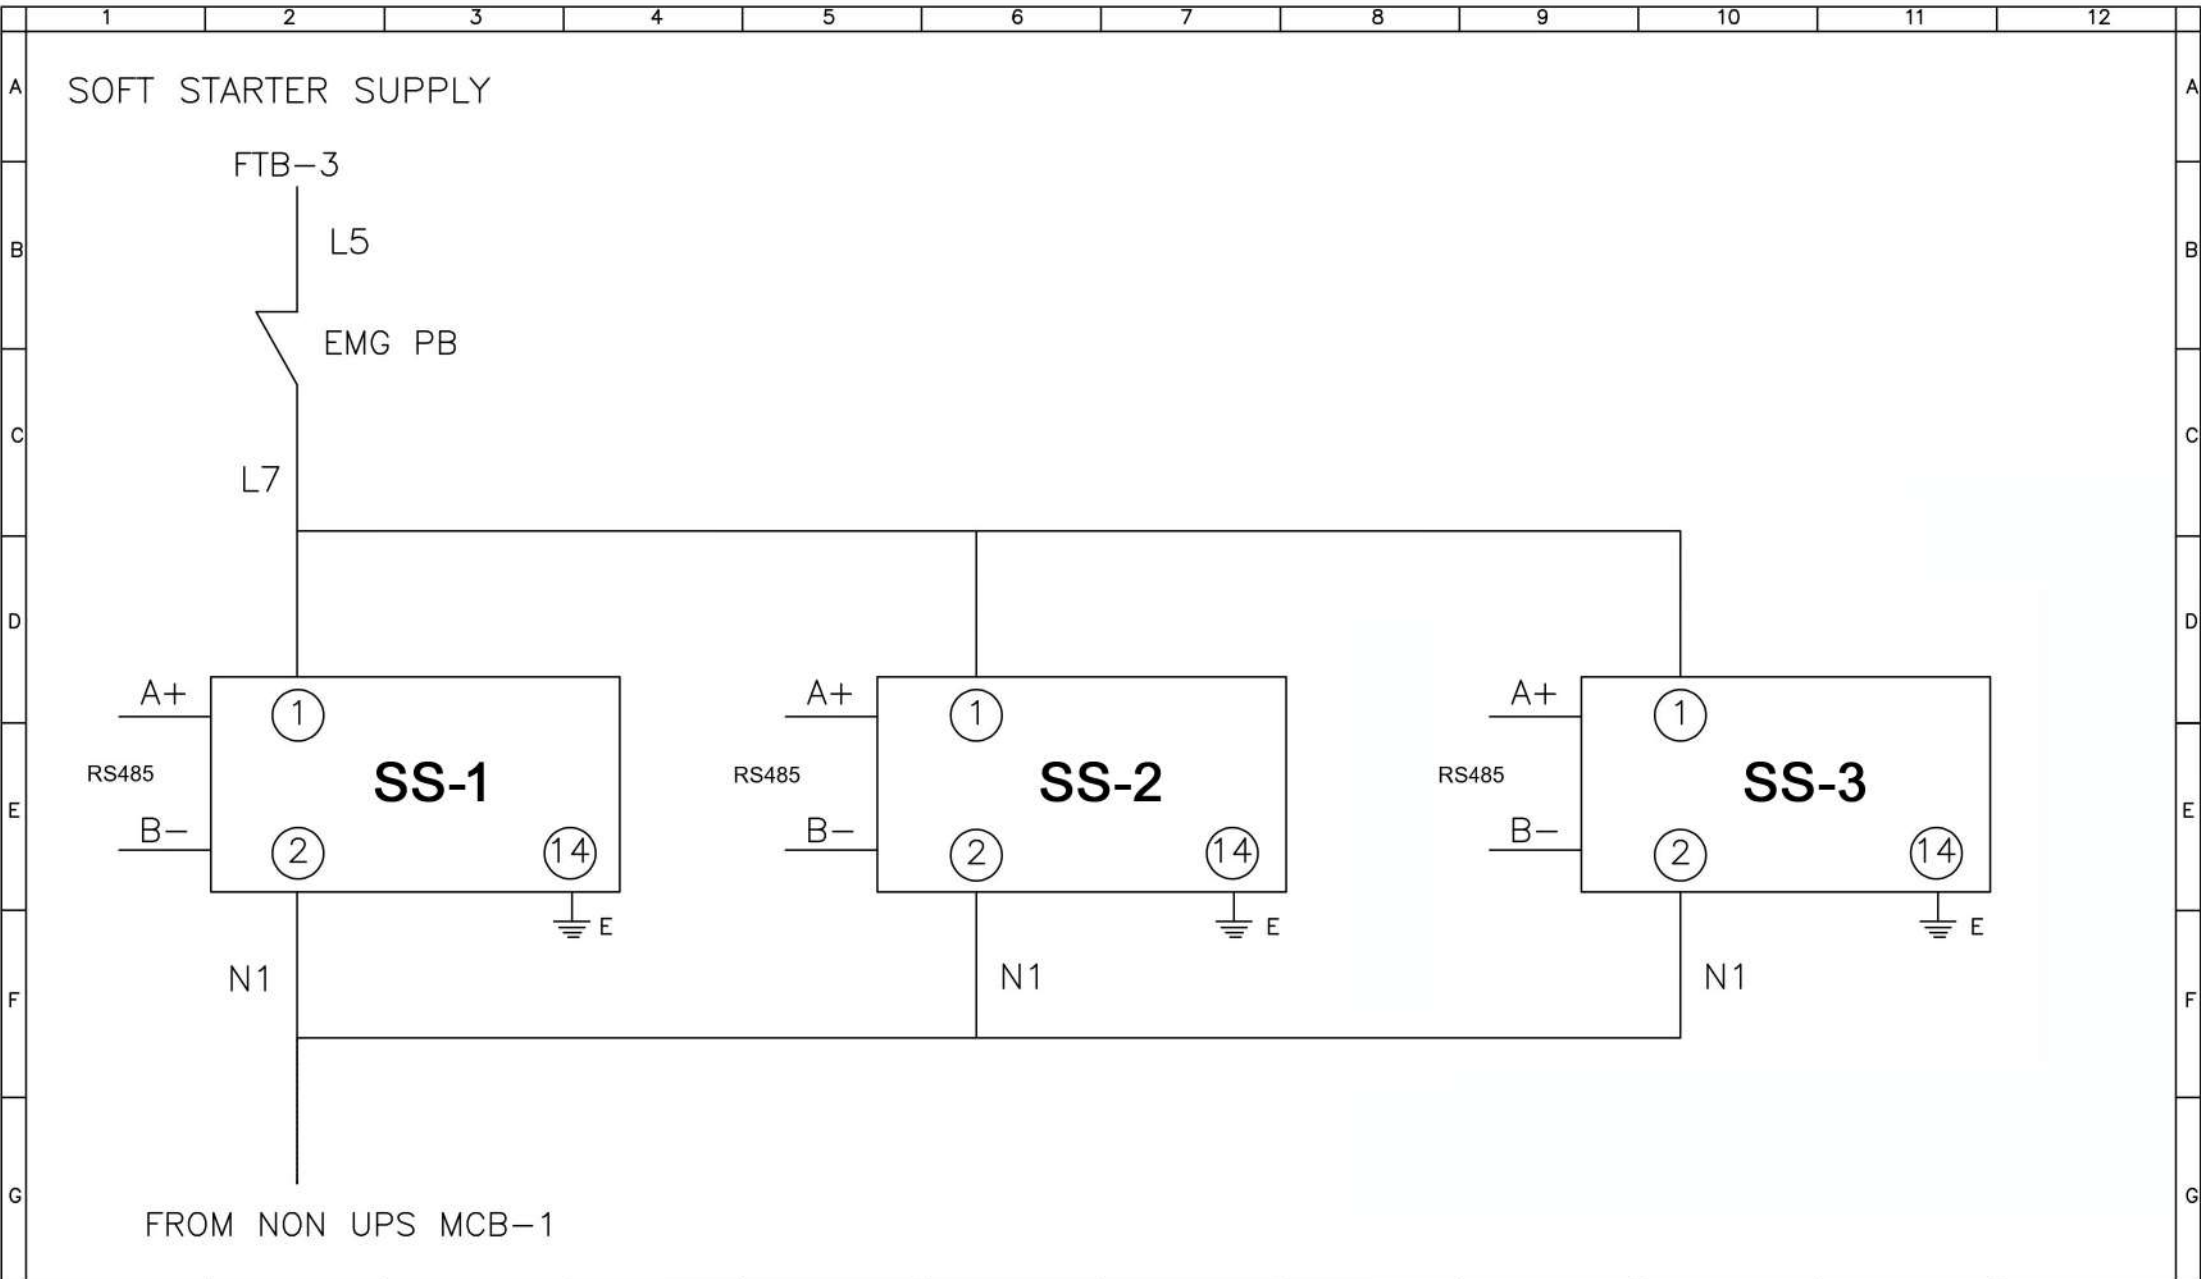 1 2 3 4 5 6 7 8 9 10 11 12
A SOFT STARTER SUPPLY A
FTB-3
B L5 B
EMG PB
C C
L7
D D
A+ A+ A+
1 1 1
RS485 SS-1 RS485 SS-2 RS485 SS-3
E E
B- B- B-
2 14 2 14 2 14
E E E
N1 N1 N1
F F
G G
FROM NON UPS MCB-1